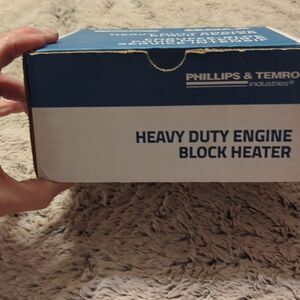 PHILLIPS & TEMRO
industries®
HEAVY DUTY ENGINE
BLOCK HEATER